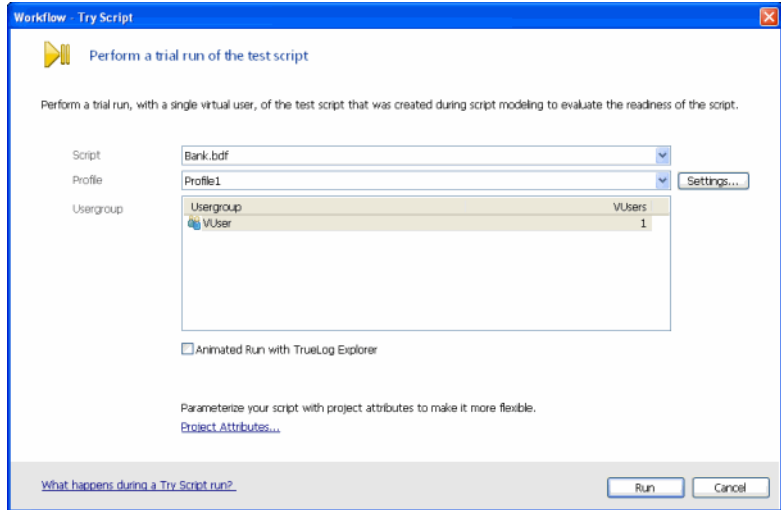 Workflow - Try Script
Perform a trial run of the test script
Perform a trial run, with a single virtual user, of the test script that was created during script modeling to evaluate the readiness of the script.
Script Bank.bdf
Profile Profile1 Settings...
Usergroup Usergroup VUsers
VUser 1
Animated Run with TrueLog Explorer
Parameterize your script with project attributes to make it more flexible.
Project Attributes...
What happens during a Try Script run? Run Cancel